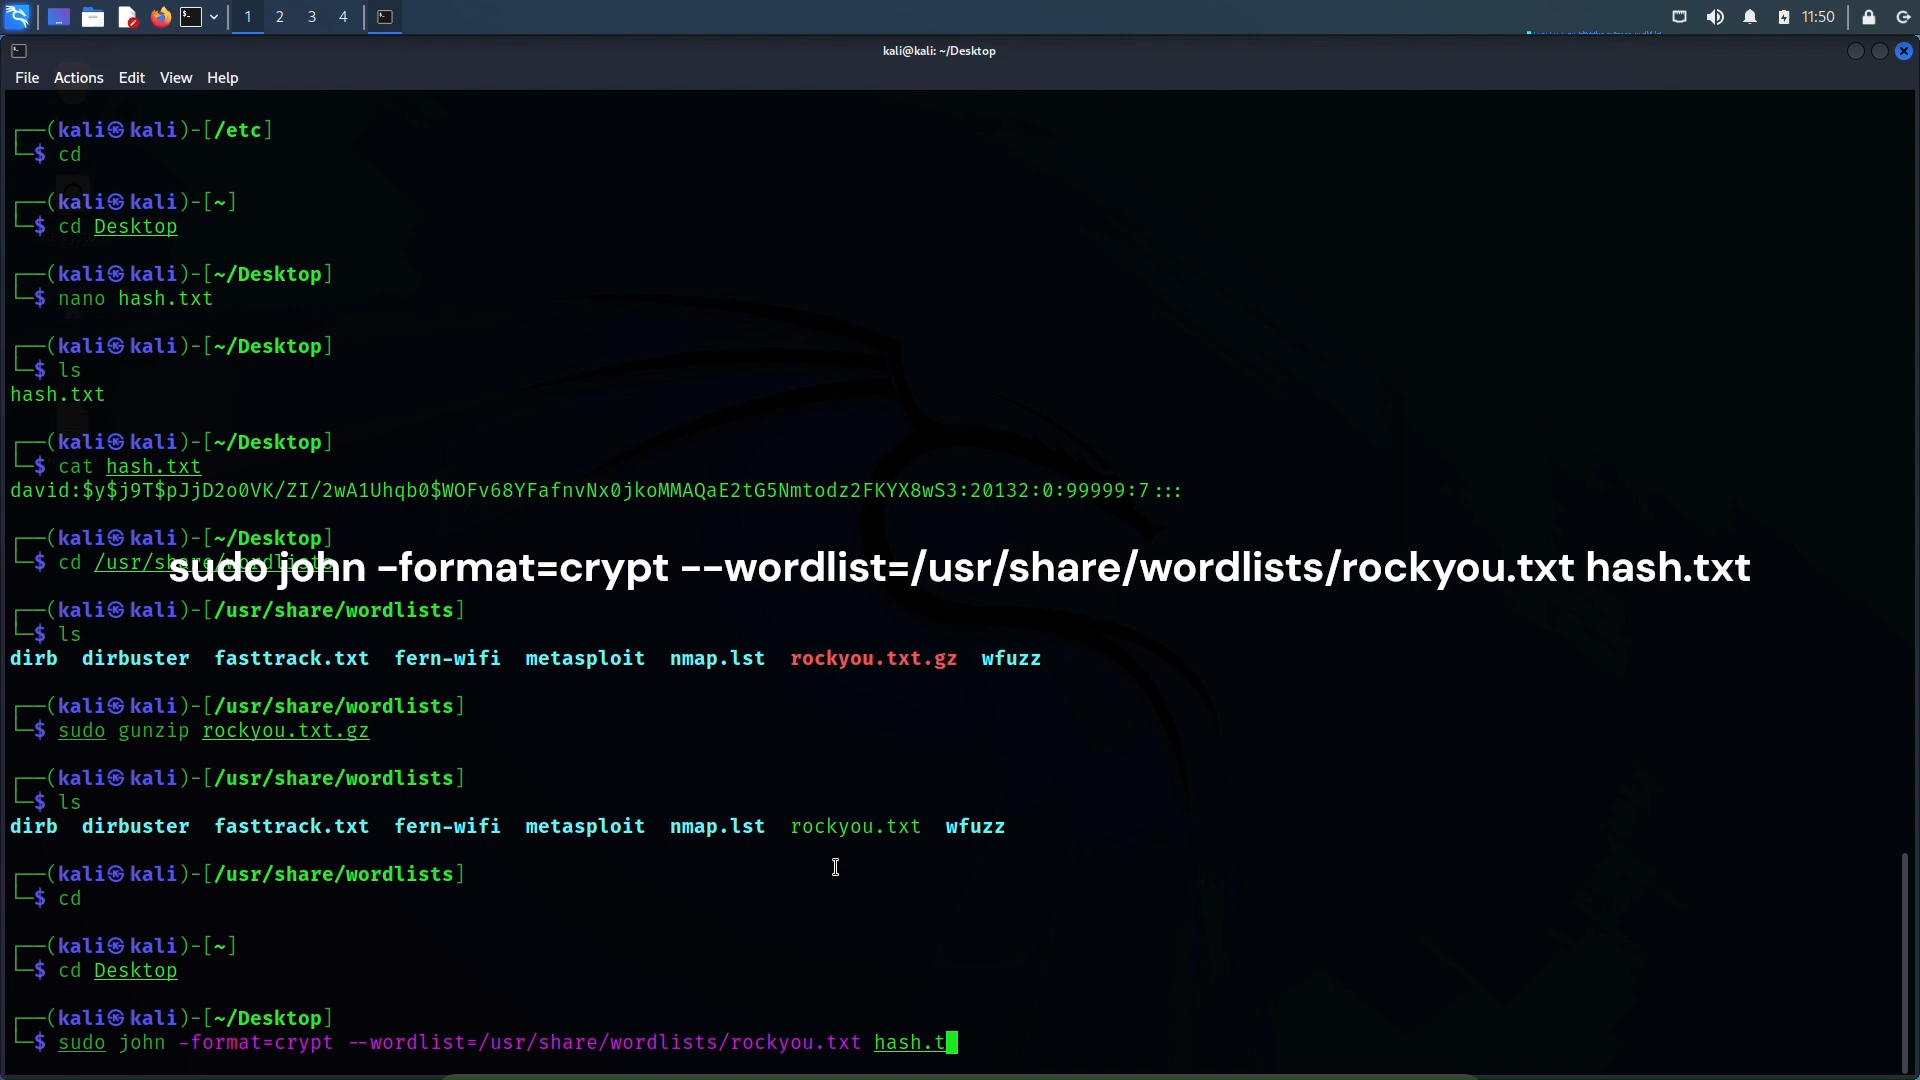 1 2 3 4 11:50
kali@kali: ~/Desktop
File Actions Edit View Help
┌──(kali㉿kali)-[/etc]
└─$ cd
┌──(kali㉿kali)-[~]
└─$ cd Desktop
┌──(kali㉿kali)-[~/Desktop]
└─$ nano hash.txt
┌──(kali㉿kali)-[~/Desktop]
└─$ ls
hash.txt
┌──(kali㉿kali)-[~/Desktop]
└─$ cat hash.txt
david:$y$j9T$pJjD2o0VK/ZI/2wA1Uhqb0$WOFv68YFafnvNx0jkoMMAQaE2tG5Nmtodz2FKYX8wS3:20132:0:99999:7:::
┌──(kali㉿kali)-[~/Desktop]
└─$ cd /usr/share/wordlists
sudo john -format=crypt --wordlist=/usr/share/wordlists/rockyou.txt hash.txt
┌──(kali㉿kali)-[/usr/share/wordlists]
└─$ ls
dirb dirbuster fasttrack.txt fern-wifi metasploit nmap.lst rockyou.txt.gz wfuzz
┌──(kali㉿kali)-[/usr/share/wordlists]
└─$ sudo gunzip rockyou.txt.gz
┌──(kali㉿kali)-[/usr/share/wordlists]
└─$ ls
dirb dirbuster fasttrack.txt fern-wifi metasploit nmap.lst rockyou.txt wfuzz
┌──(kali㉿kali)-[/usr/share/wordlists]
└─$ cd
┌──(kali㉿kali)-[~]
└─$ cd Desktop
┌──(kali㉿kali)-[~/Desktop]
└─$ sudo john -format=crypt --wordlist=/usr/share/wordlists/rockyou.txt hash.t